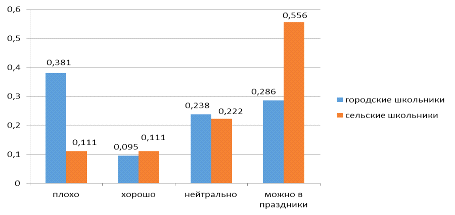 0,6
0,5
0,4
0,3
0,2
0,1
0
0,381
0,111
0,095
0,111
0,238
0,222
0,286
0,556
плохо
хорошо
нейтрально
можно в
праздники
городские школьники
сельские школьники